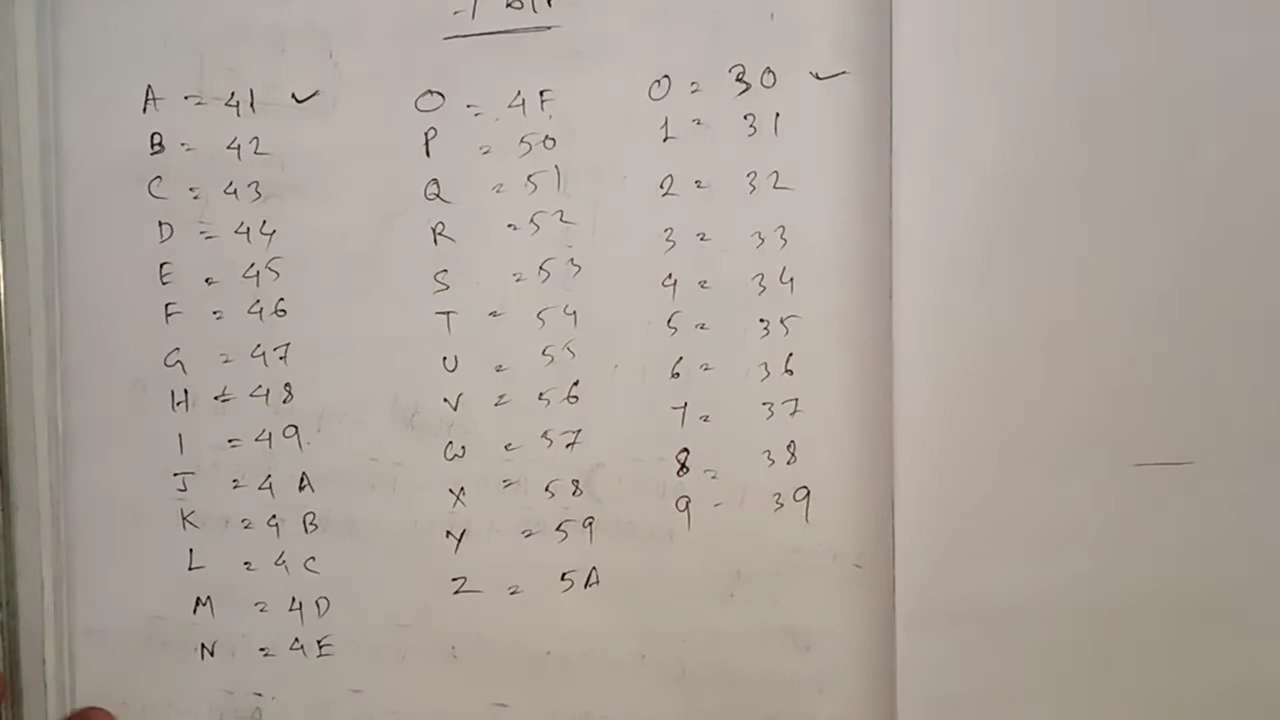 A = 41 ✓
B = 42
C = 43
D = 44
E = 45
F = 46
G = 47
H = 48
I = 49.
J = 4A
K = 4B
L = 4C
M = 4D
N = 4E
O = 4F
P = 50
Q = 51
R = 52
S = 53
T = 54
U = 55
V = 56
W = 57
X = 58
Y = 59
Z = 5A
0 = 30 ✓
1 = 31
2 = 32
3 = 33
4 = 34
5 = 35
6 = 36
7 = 37
8 = 38
9 - 39